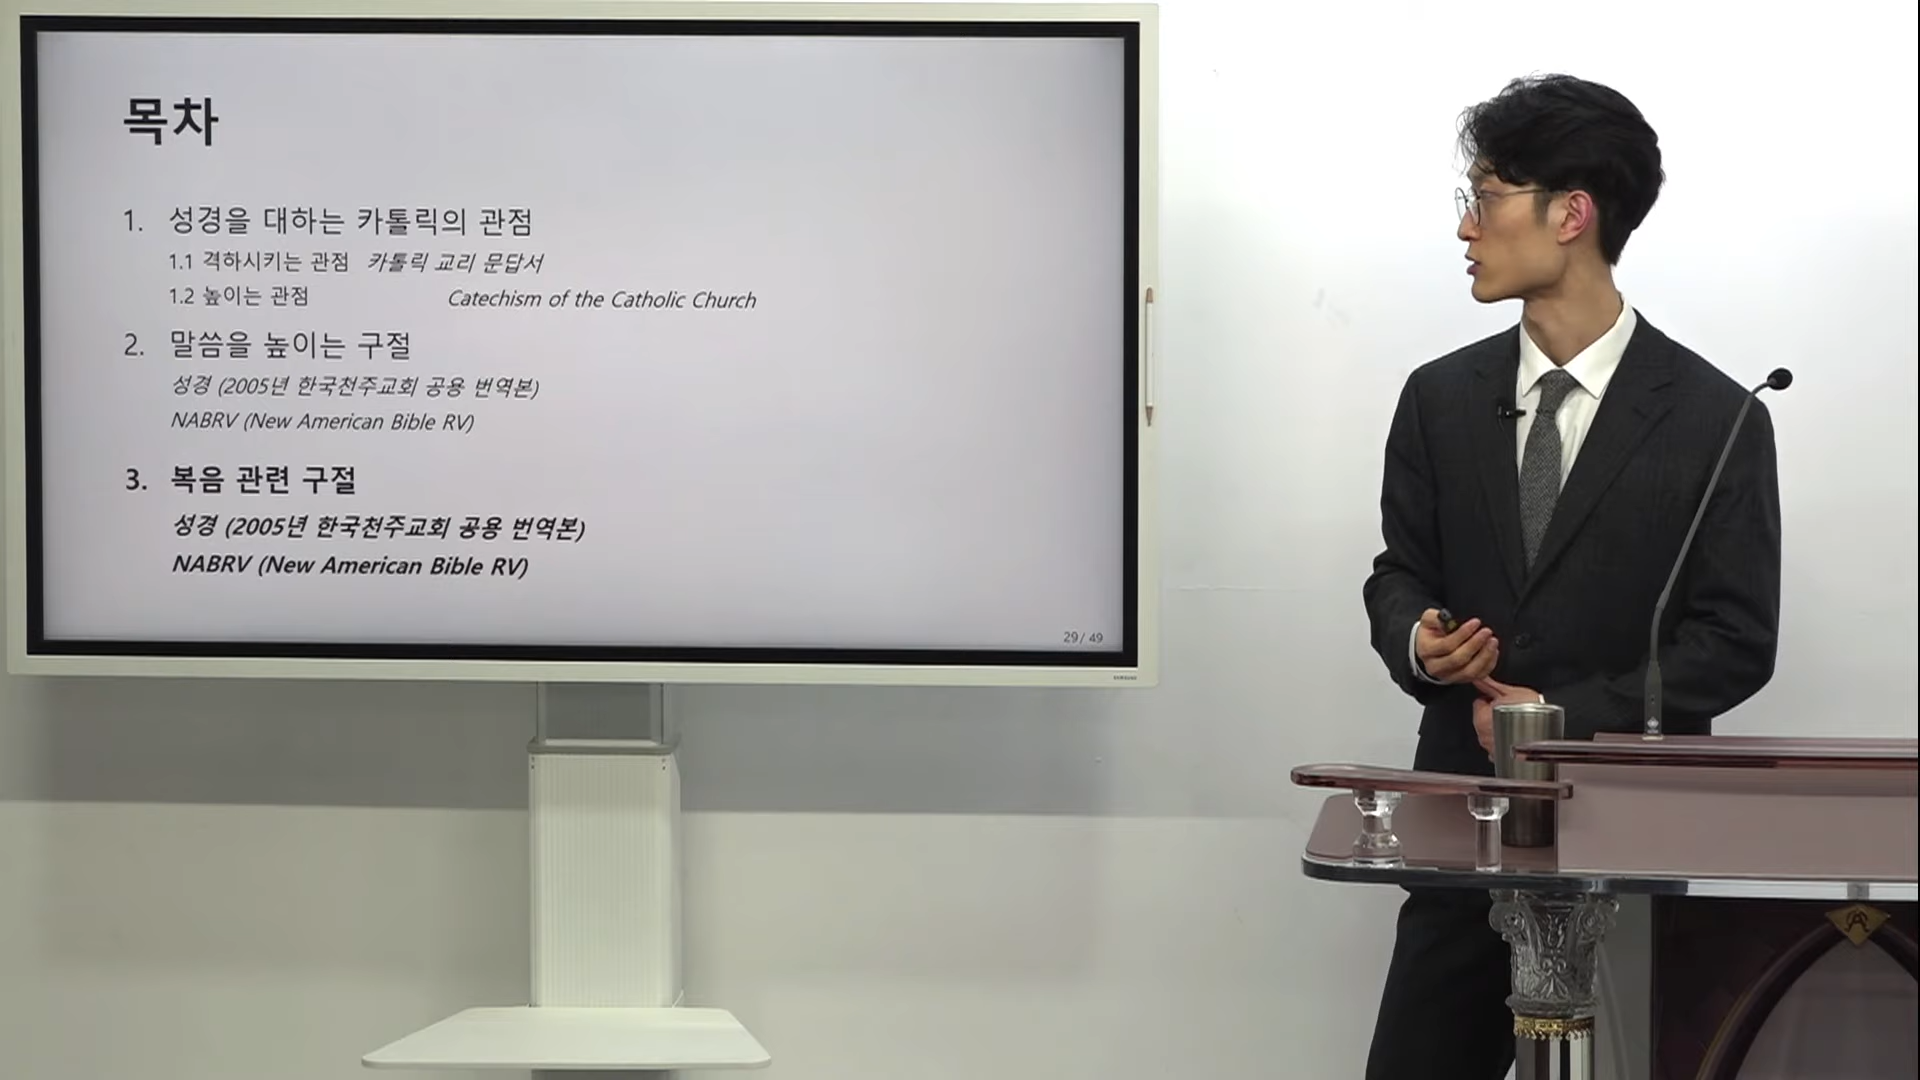 목차
1. 성경을 대하는 카톨릭의 관점
1.1 격하시키는 관점 카톨릭 교리 문답서
1.2 높이는 관점 Catechism of the Catholic Church
2. 말씀을 높이는 구절
성경 (2005년 한국천주교회 공용 번역본)
NABRV (New American Bible RV)
3. 복음 관련 구절
성경 (2005년 한국천주교회 공용 번역본)
NABRV (New American Bible RV)
29/ 49
SAMSUNG